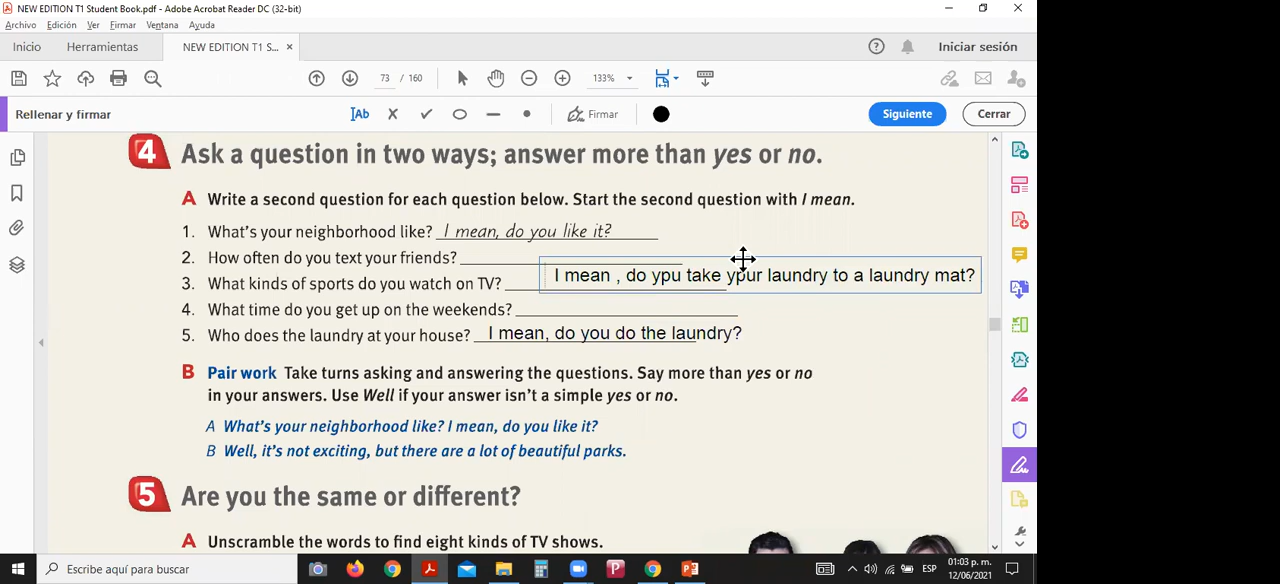 NEW EDITION T1 Student Book.pdf - Adobe Acrobat Reader DC (32-bit)
Archivo Edición Ver Firmar Ventana Ayuda
Inicio Herramientas NEW EDITION T1 S... × Iniciar sesión
73 / 160 133%
Rellenar y firmar Ab Firmar Siguiente Cerrar
4 Ask a question in two ways; answer more than yes or no.
A Write a second question for each question below. Start the second question with I mean.
1. What's your neighborhood like? I mean, do you like it?
2. How often do you text your friends?
I mean , do ypu take ypur laundry to a laundry mat?
3. What kinds of sports do you watch on TV?
4. What time do you get up on the weekends?
5. Who does the laundry at your house? I mean, do you do the laundry?
B Pair work Take turns asking and answering the questions. Say more than yes or no
in your answers. Use Well if your answer isn't a simple yes or no.
A What's your neighborhood like? I mean, do you like it?
B Well, it's not exciting, but there are a lot of beautiful parks.
5 Are you the same or different?
A Unscramble the words to find eight kinds of TV shows.
Escribe aquí para buscar
ESP
01:03 p. m.
12/06/2021